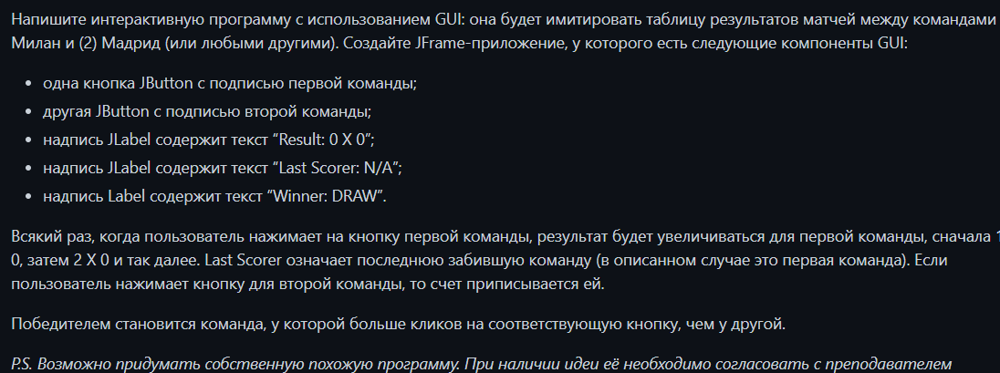 Напишите интерактивную программу с использованием GUI: она будет имитировать таблицу результатов матчей между командами
Милан и (2) Мадрид (или любыми другими). Создайте JFrame-приложение, у которого есть следующие компоненты GUI:
• одна кнопка JButton с подписью первой команды;
• другая JButton с подписью второй команды;
• надпись JLabel содержит текст “Result: 0 X 0”;
• надпись JLabel содержит текст “Last Scorer: N/A”;
• надпись Label содержит текст “Winner: DRAW”.
Всякий раз, когда пользователь нажимает на кнопку первой команды, результат будет увеличиваться для первой команды, сначала 1
0, затем 2 X 0 и так далее. Last Scorer означает последнюю забившую команду (в описанном случае это первая команда). Если
пользователь нажимает кнопку для второй команды, то счет приписывается ей.
Победителем становится команда, у которой больше кликов на соответствующую кнопку, чем у другой.
P.S. Возможно придумать собственную похожую программу. При наличии идеи её необходимо согласовать с преподавателем